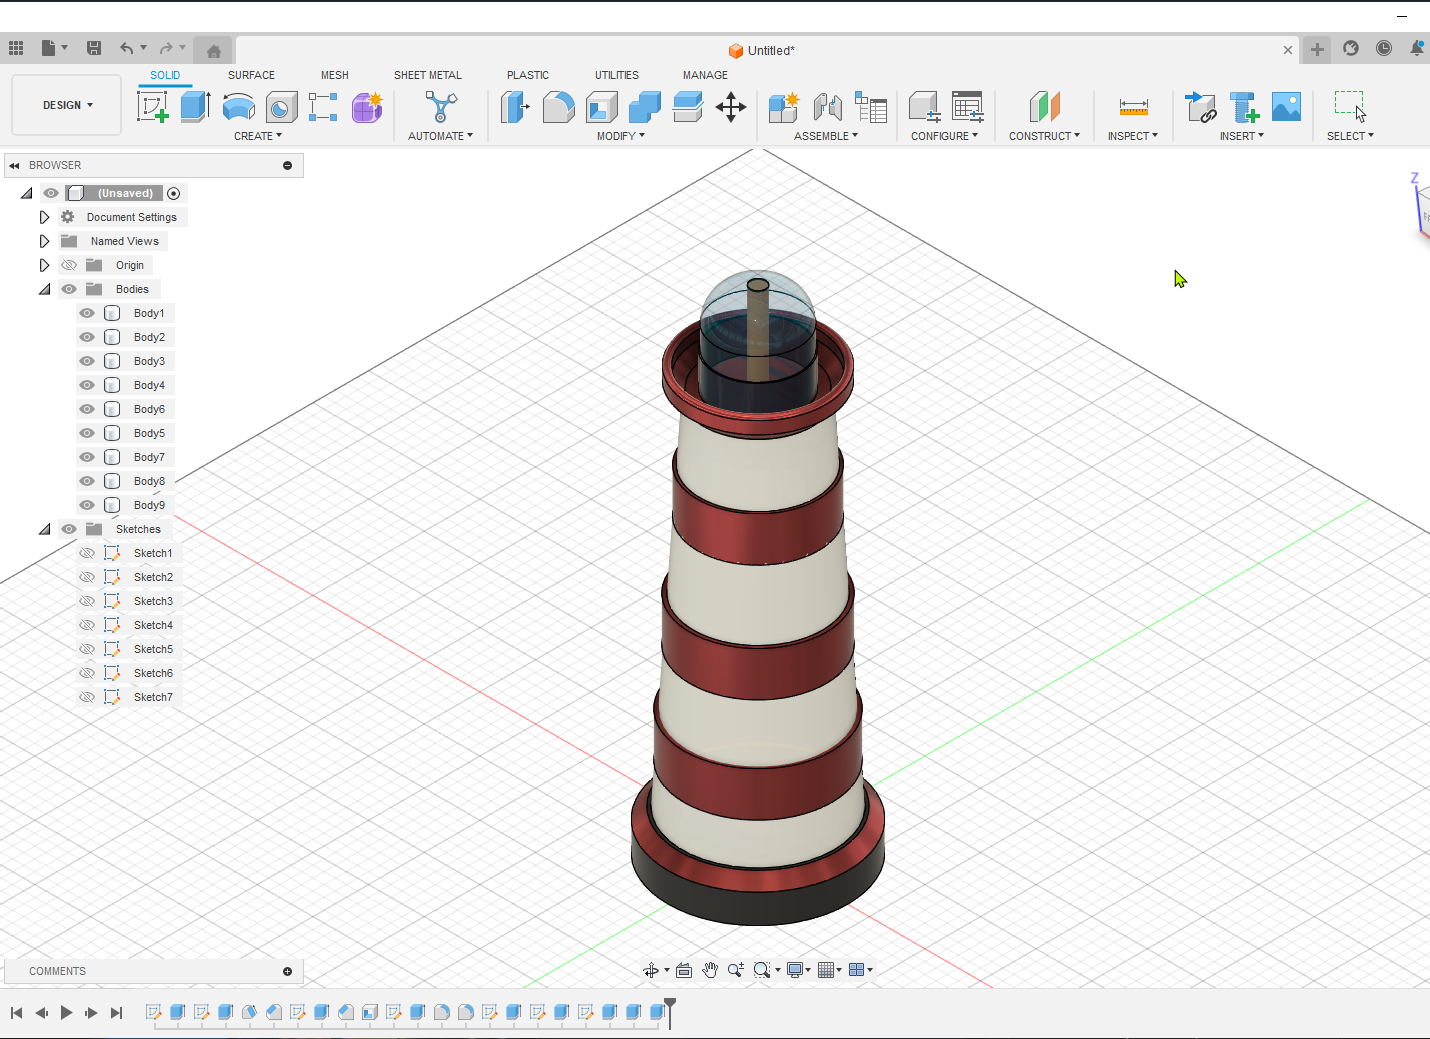 Untitled*
SOLID SURFACE MESH SHEET METAL PLASTIC UTILITIES MANAGE
DESIGN
CREATE AUTOMATE MODIFY ASSEMBLE CONFIGURE CONSTRUCT INSPECT INSERT SELECT
BROWSER
(Unsaved)
Document Settings
Named Views
Origin
Bodies
Body1
Body2
Body3
Body4
Body6
Body5
Body7
Body8
Body9
Sketches
Sketch1
Sketch2
Sketch3
Sketch4
Sketch5
Sketch6
Sketch7
Z
COMMENTS